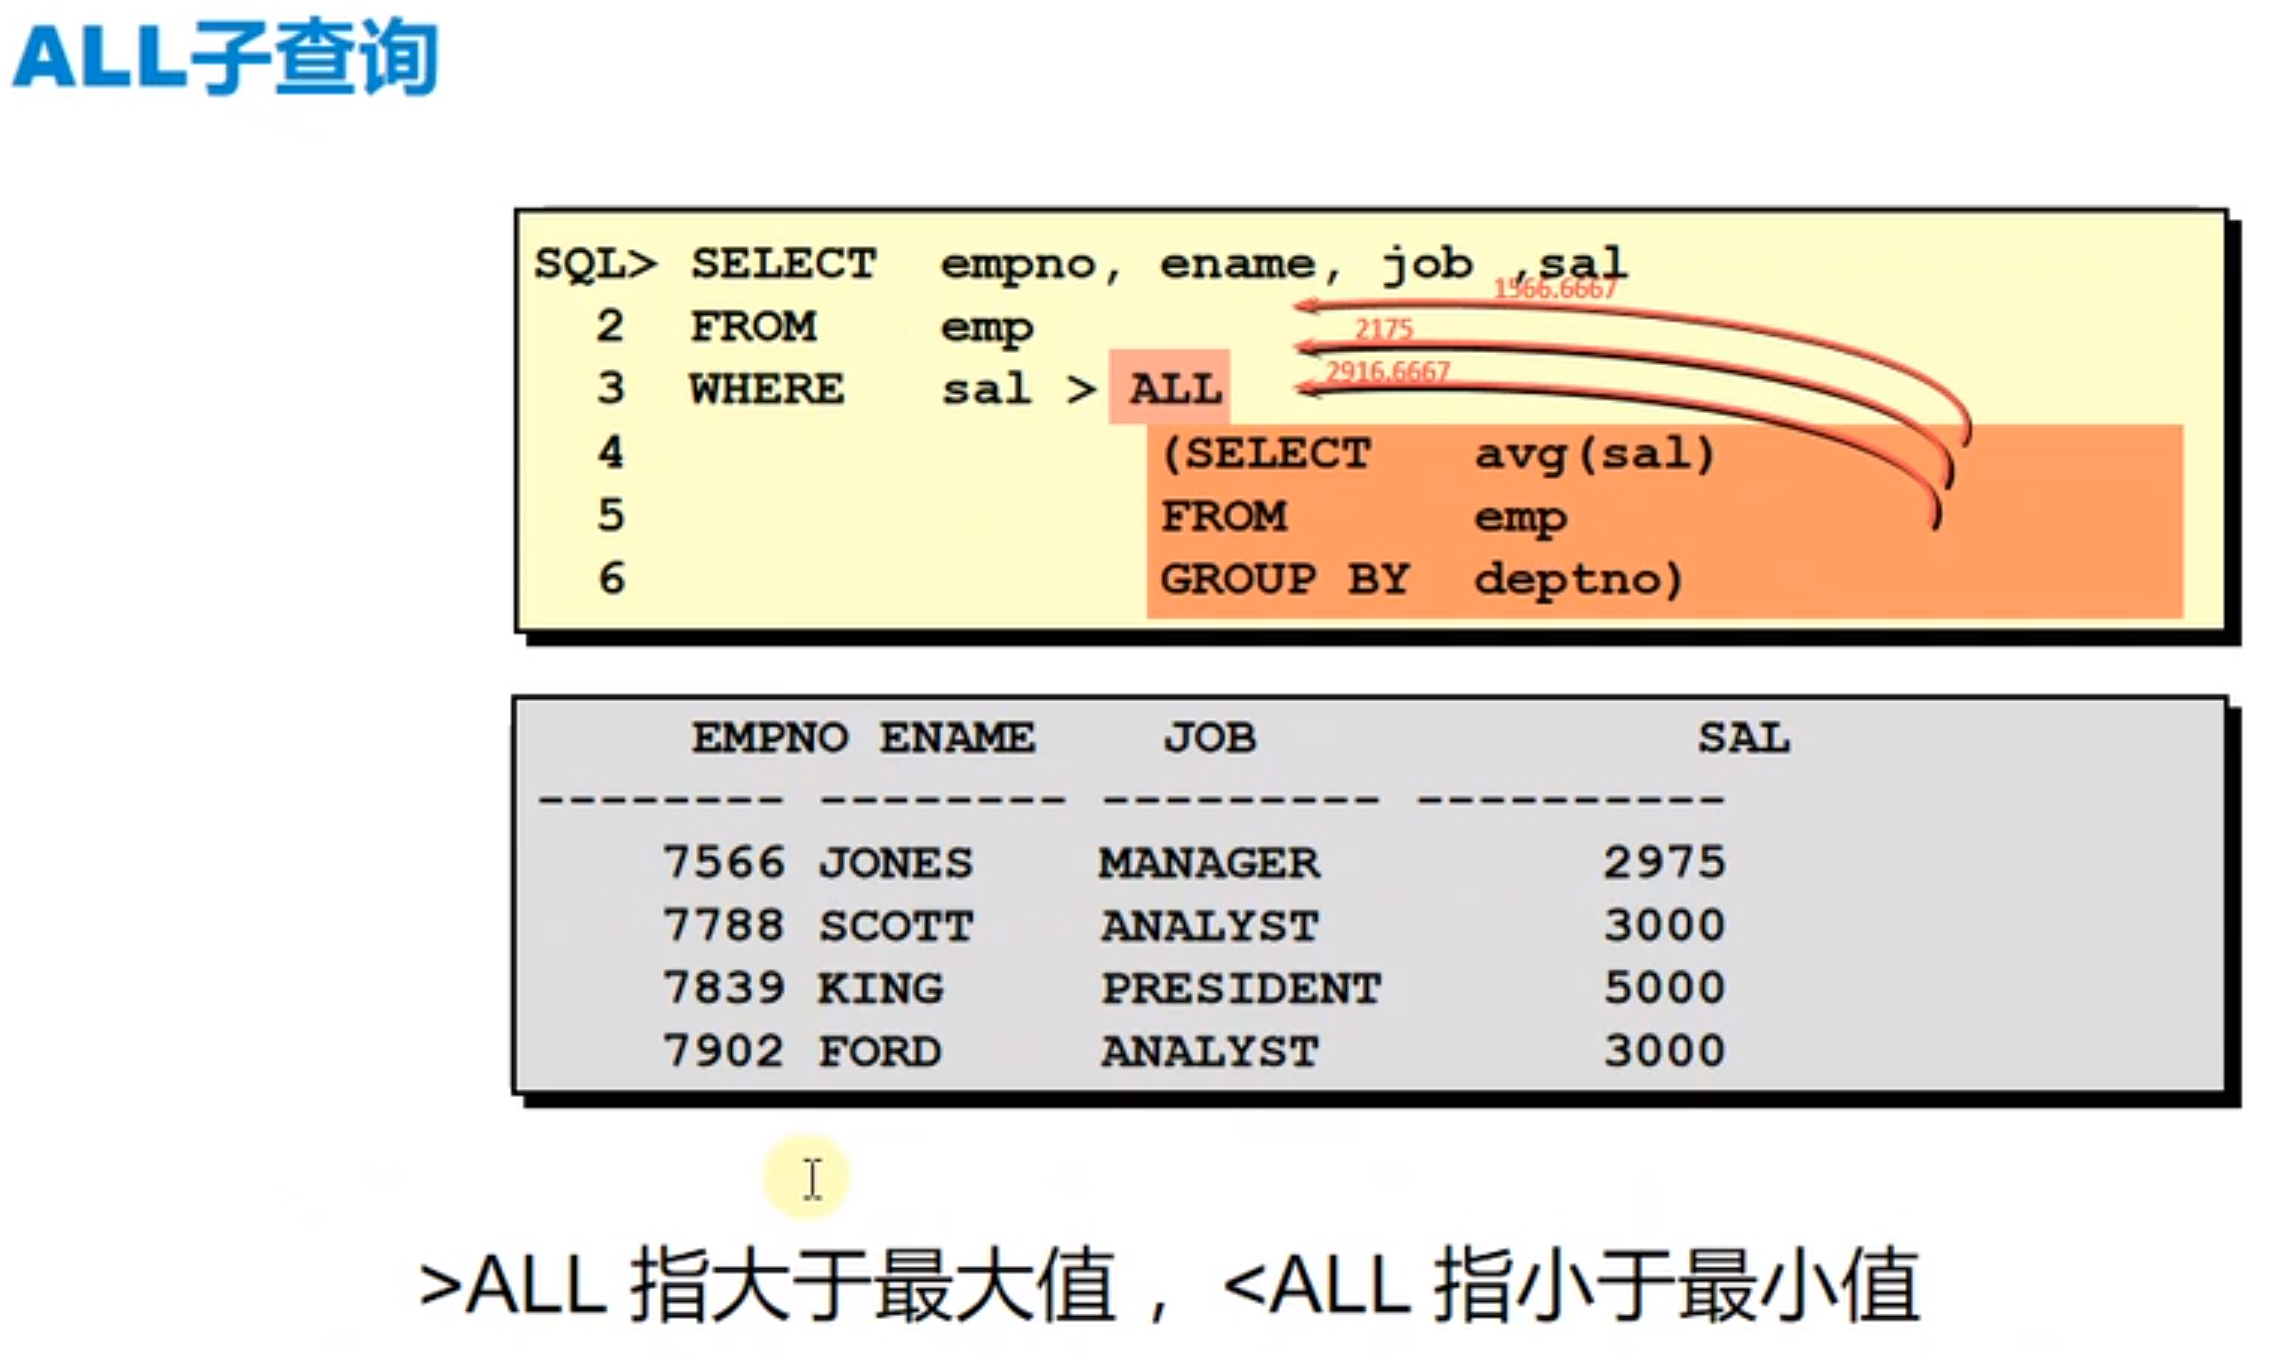 ALL子查询
SQL> SELECT empno, ename, job ,sal
1566.6667
2 FROM emp
2175
2916.6667
3 WHERE sal > ALL
4 (SELECT avg(sal)
5 FROM emp
6 GROUP BY deptno)
EMPNO ENAME JOB SAL
-------- -------- --------- ----------
7566 JONES MANAGER 2975
7788 SCOTT ANALYST 3000
7839 KING PRESIDENT 5000
7902 FORD ANALYST 3000
>ALL 指大于最大值，<ALL 指小于最小值